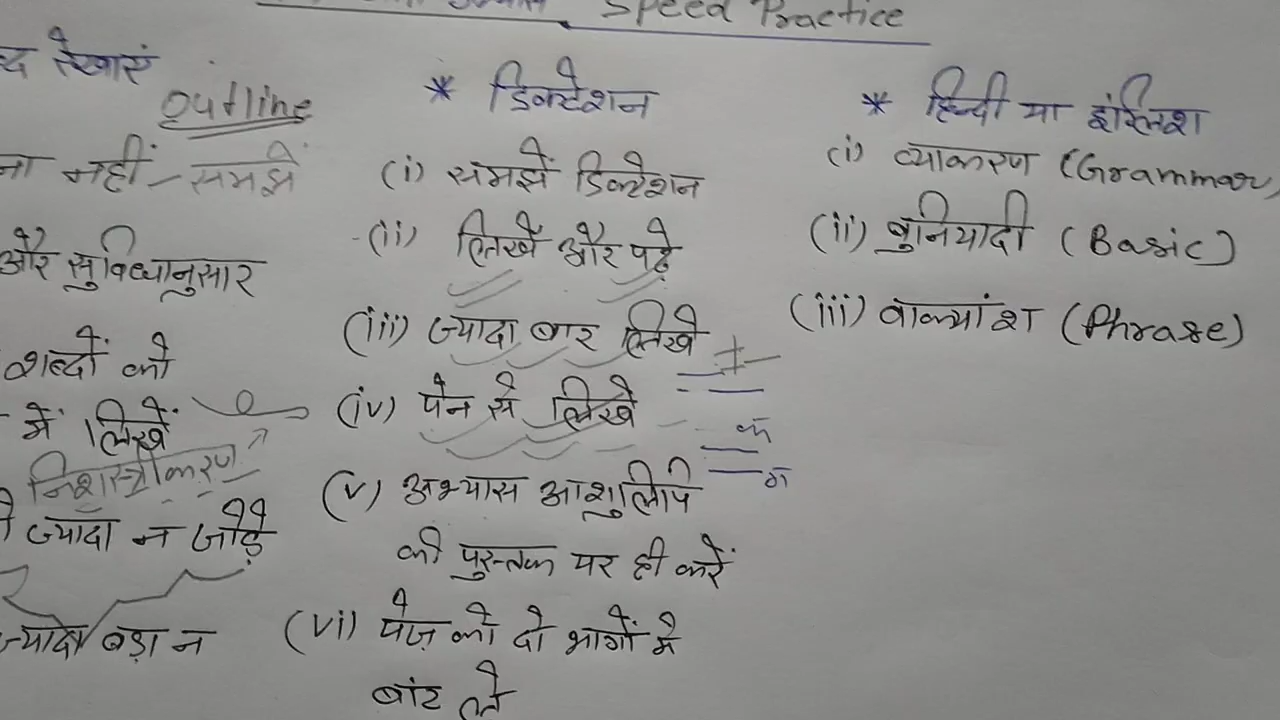 Speed Practice
रेखाएं
outline
ना नहीं - समझें
और सुविधानुसार
शब्दों को
में लिखें
निशस्त्रीकरण
ज्यादा न जोड़े
ज्यादा बड़ा न
* डिक्टेशन
(i) समझें डिक्टेशन
(ii) लिखें और पढ़े
(iii) ज्यादा बार लिखे
(iv) पेन से लिखे
क
ग
(v) अभ्यास आशुलिपि
की पुस्तक पर ही करें
(vi) पेज़ को दो भागों मे
बांट ले
* हिन्दी या इंग्लिश
(i) व्याकरण (Grammar)
(ii) बुनियादी (Basic)
(iii) वाक्यांश (Phrase)